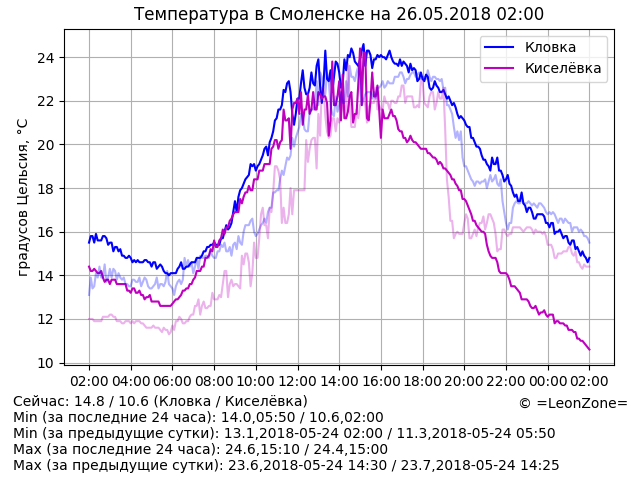 Температура в Смоленске на 26.05.2018 02:00
Кловка
Киселёвка
градусов Цельсия, °C
24
22
20
18
16
14
12
10
02:00 04:00 06:00 08:00 10:00 12:00 14:00 16:00 18:00 20:00 22:00 00:00 02:00
Сейчас: 14.8 / 10.6 (Кловка / Киселёвка)
© =LeonZone=
Min (за последние 24 часа): 14.0,05:50 / 10.6,02:00
Min (за предыдущие сутки): 13.1,2018-05-24 02:00 / 11.3,2018-05-24 05:50
Max (за последние 24 часа): 24.6,15:10 / 24.4,15:00
Max (за предыдущие сутки): 23.6,2018-05-24 14:30 / 23.7,2018-05-24 14:25